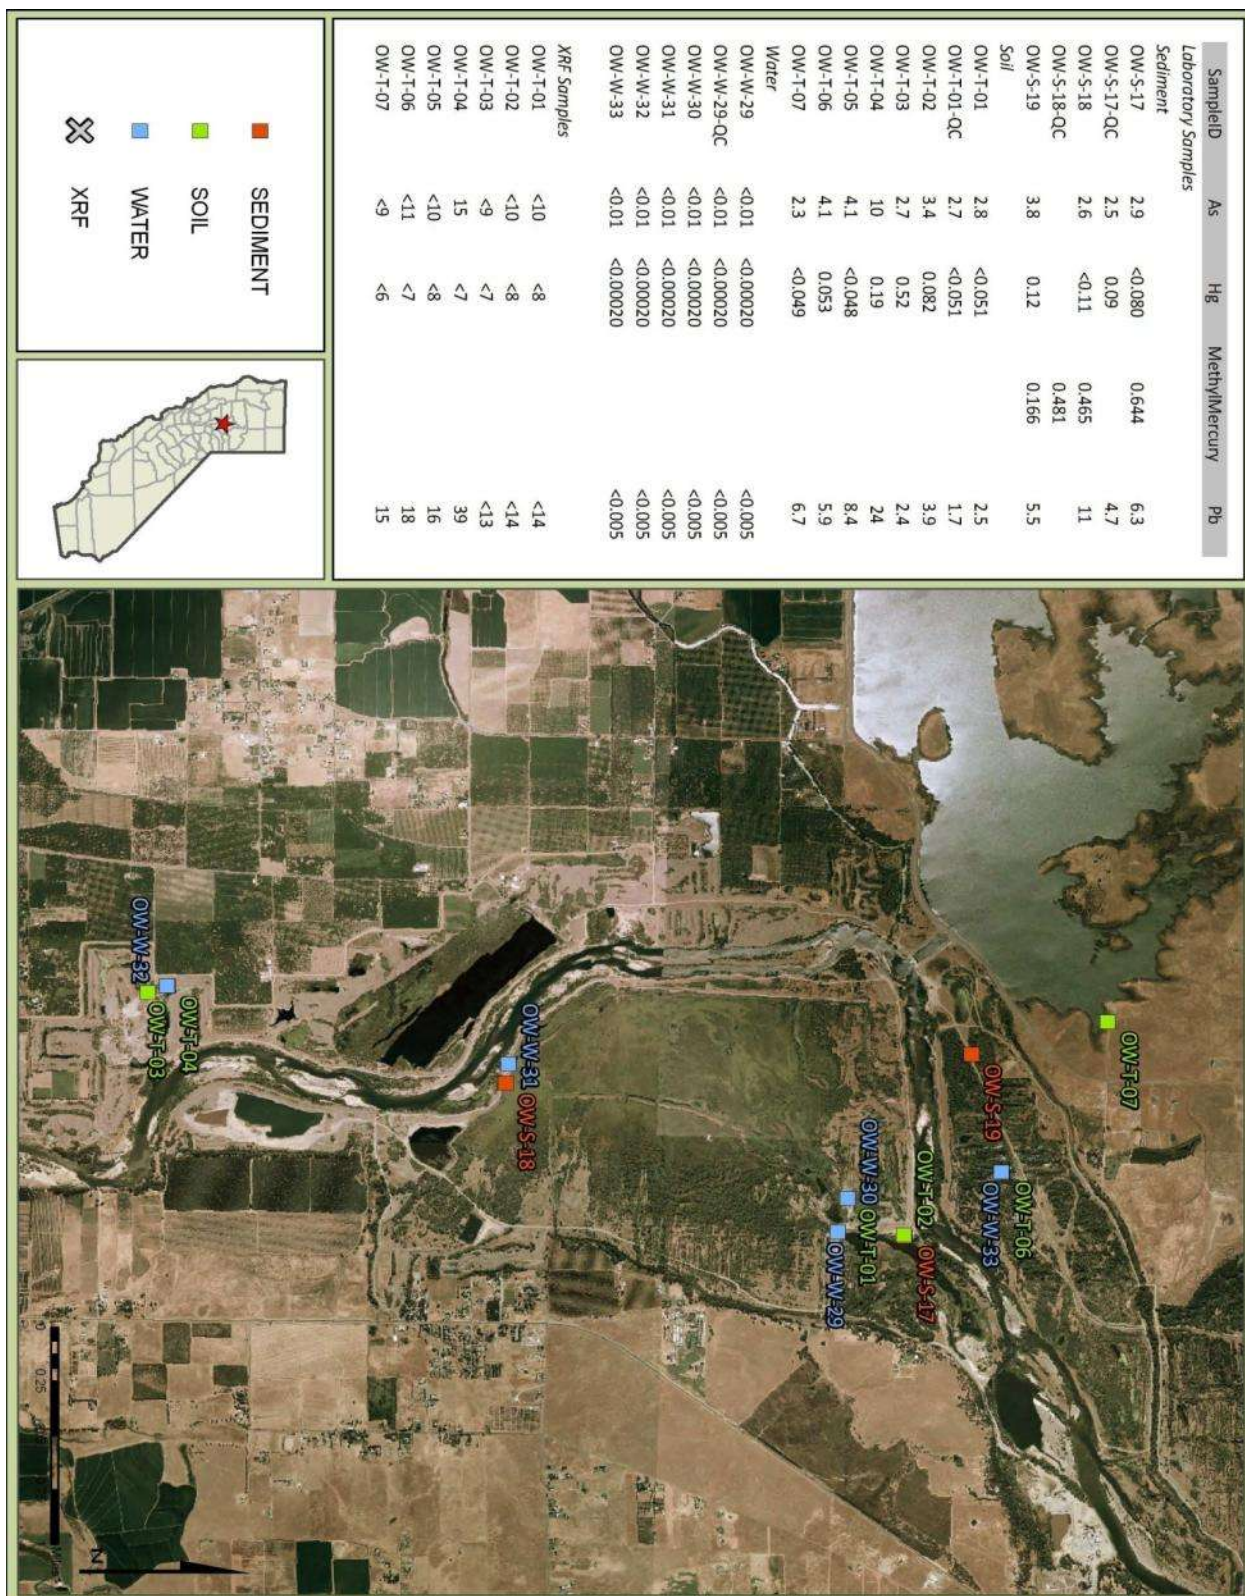 SampleID As Hg MethylMercury Pb
Laboratory Samples
Sediment
OW-S-17 2.9 <0.080 0.644 6.3
OW-S-17-QC 2.5 0.09 4.7
OW-S-18 2.6 <0.11 0.465 11
OW-S-18-QC 0.481
OW-S-19 3.8 0.12 0.166 5.5
Soil
OW-T-01 2.8 <0.051 2.5
OW-T-01-QC 2.7 <0.051 1.7
OW-T-02 3.4 0.082 3.9
OW-T-03 2.7 0.52 2.4
OW-T-04 10 0.19 24
OW-T-05 4.1 <0.048 8.4
OW-T-06 4.1 0.053 5.9
OW-T-07 2.3 <0.049 6.7
Water
OW-W-29 <0.01 <0.00020 <0.005
OW-W-29-QC <0.01 <0.00020 <0.005
OW-W-30 <0.01 <0.00020 <0.005
OW-W-31 <0.01 <0.00020 <0.005
OW-W-32 <0.01 <0.00020 <0.005
OW-W-33 <0.01 <0.00020 <0.005
XRF Samples
OW-T-01 <10 <8 <14
OW-T-02 <10 <8 <14
OW-T-03 <9 <7 <13
OW-T-04 15 <7 39
OW-T-05 <10 <8 16
OW-T-06 <11 <7 18
OW-T-07 <9 <6 15
SEDIMENT
SOIL
WATER
XRF
OW-T-07
OW-S-19
OW-T-06
OW-W-33
OW-T-02
OW-S-17
OW-W-30
OW-T-01
OW-W-29
OW-W-31
OW-S-18
OW-T-04
OW-W-32
OW-T-03
0.25
N